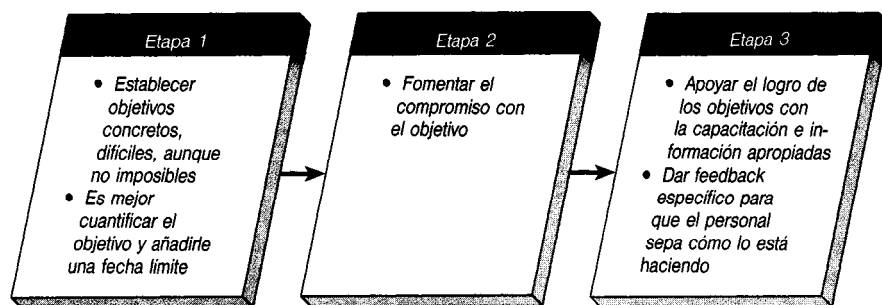 Etapa 1
• Establecer
objetivos
concretos,
difíciles, aunque
no imposibles
• Es mejor
cuantificar el
objetivo y añadirle
una fecha límite
Etapa 2
• Fomentar el
compromiso con
el objetivo
Etapa 3
• Apoyar el logro de
los objetivos con
la capacitación e in-
formación apropiadas
• Dar feedback
específico para
que el personal
sepa cómo lo está
haciendo